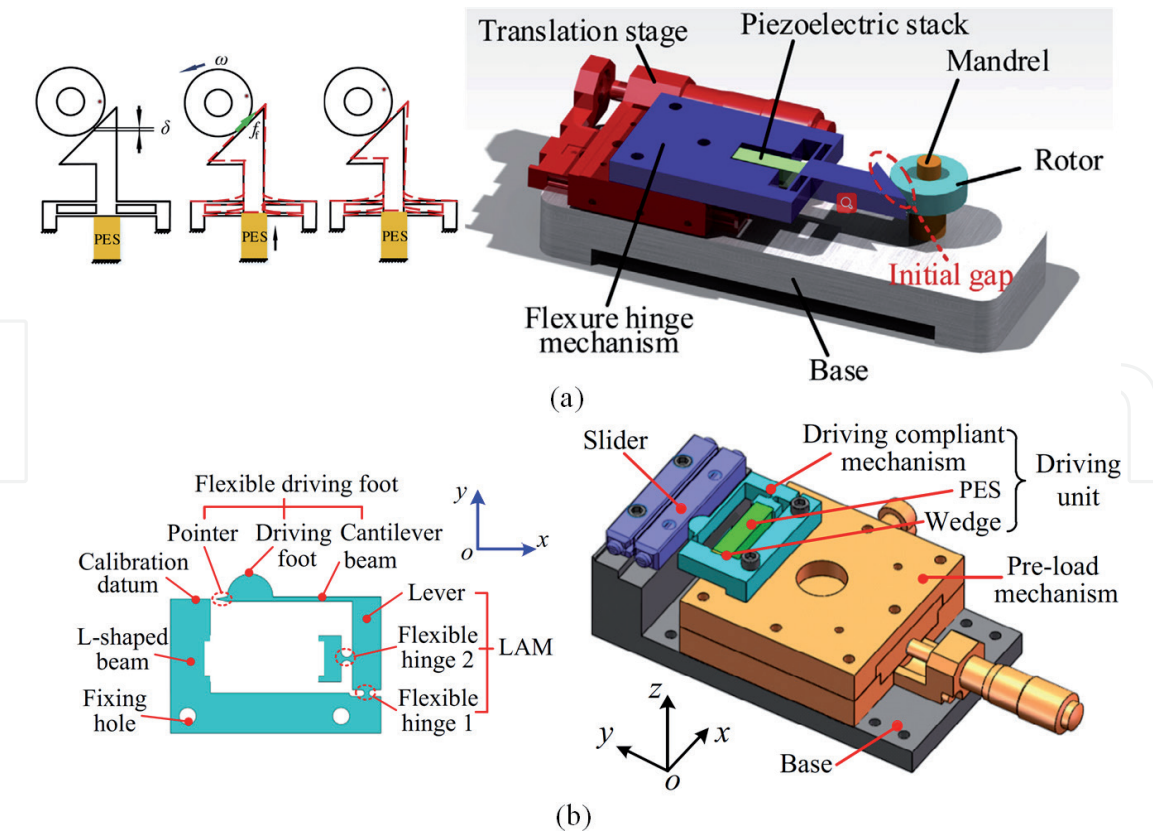 ω
δ
f_f
PES
PES
PES
Translation stage
Piezoelectric stack
Mandrel
Rotor
Initial gap
Flexure hinge
mechanism
Base
(a)
Flexible driving foot
Pointer
Driving
foot
Cantilever
beam
Calibration
datum
L-shaped
beam
Fixing
hole
Lever
Flexible
hinge 2
LAM
Flexible
hinge 1
y
o
x
Slider
Driving compliant
mechanism
PES
Wedge
Driving
unit
Pre-load
mechanism
Base
z
y
x
o
(b)